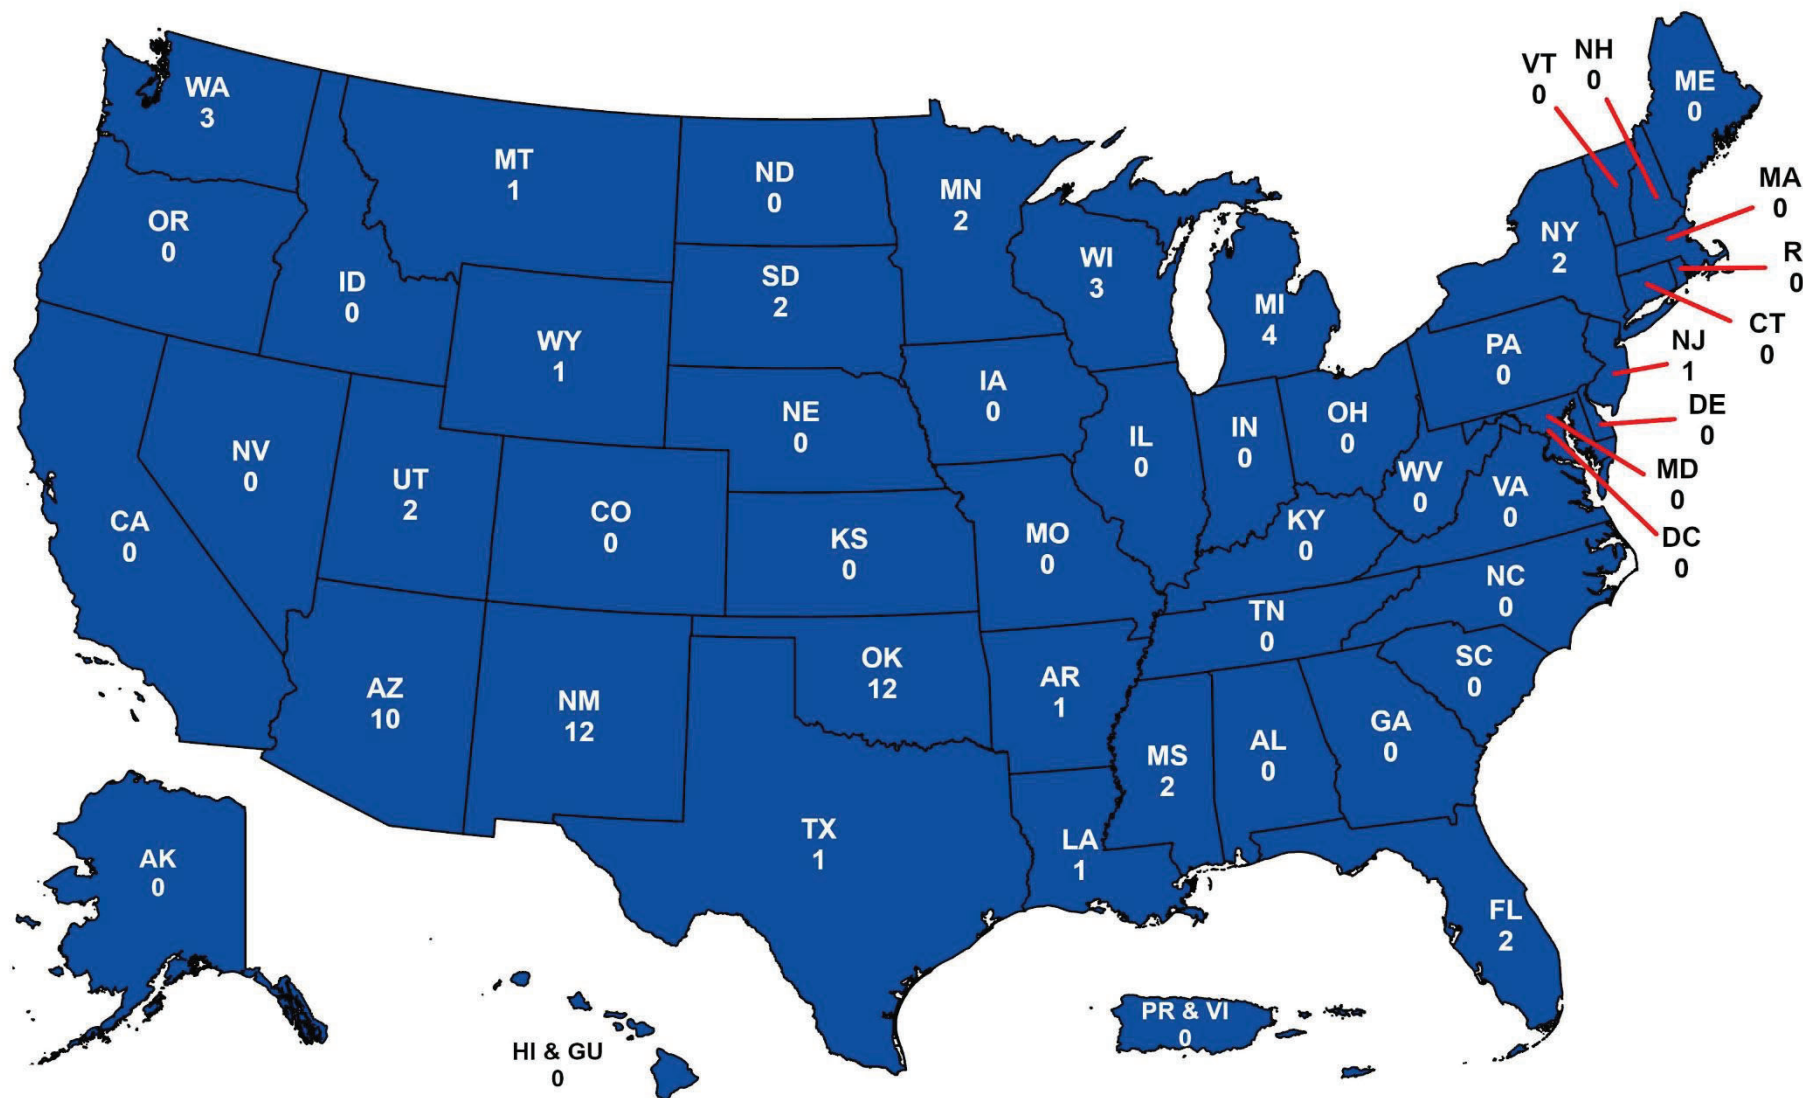 WA
3
OR
0
CA
0
ID
0
NV
0
MT
1
WY
1
UT
2
AZ
10
CO
0
NM
12
ND
0
SD
2
NE
0
KS
0
OK
12
TX
1
MN
2
IA
0
MO
0
AR
1
LA
1
WI
3
IL
0
MI
4
IN
0
OH
0
KY
0
TN
0
MS
2
AL
0
GA
0
FL
2
SC
0
NC
0
VA
0
WV
0
PA
0
NY
2
VT
0
NH
0
ME
0
MA
0
R
0
CT
0
NJ
1
DE
0
MD
0
DC
0
AK
0
HI & GU
0
PR & VI
0